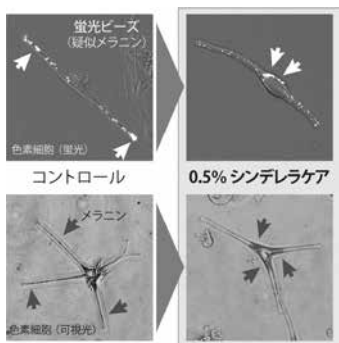 蛍光ビーズ
(疑似メラニン)
色素細胞(蛍光)
コントロール
0.5% シンデレラケア
メラニン
色素細胞(可視光)